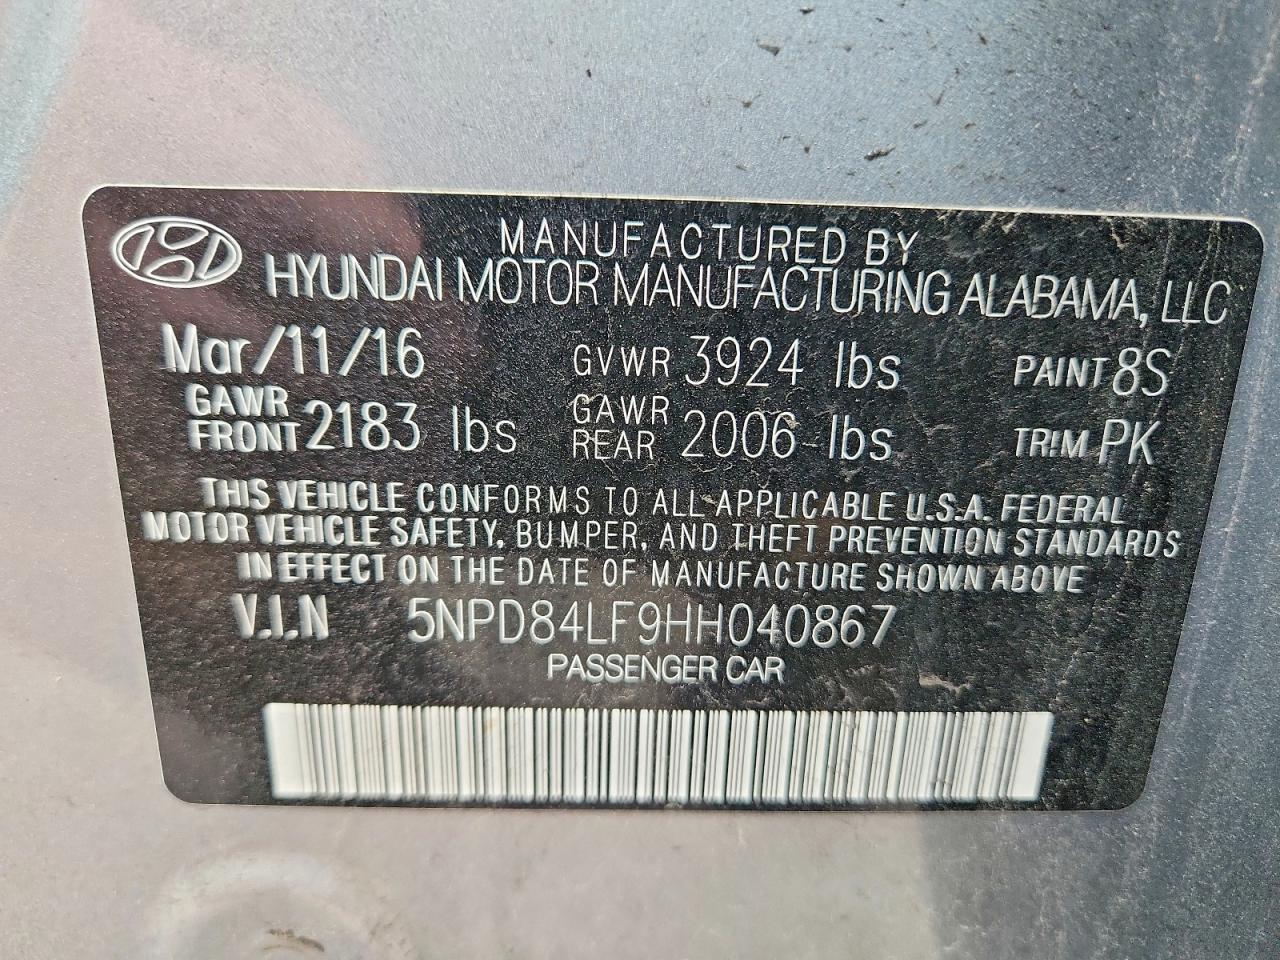 MANUFACTURED BY
HYUNDAI MOTOR MANUFACTURING ALABAMA, LLC
Mar/11/16 GVWR 3924 lbs PAINT 8S
GAWR FRONT 2183 lbs GAWR REAR 2006 lbs TRIM PK
THIS VEHICLE CONFORMS TO ALL APPLICABLE U.S.A. FEDERAL
MOTOR VEHICLE SAFETY, BUMPER, AND THEFT PREVENTION STANDARDS
IN EFFECT ON THE DATE OF MANUFACTURE SHOWN ABOVE
V.I.N 5NPD84LF9HH040867
PASSENGER CAR